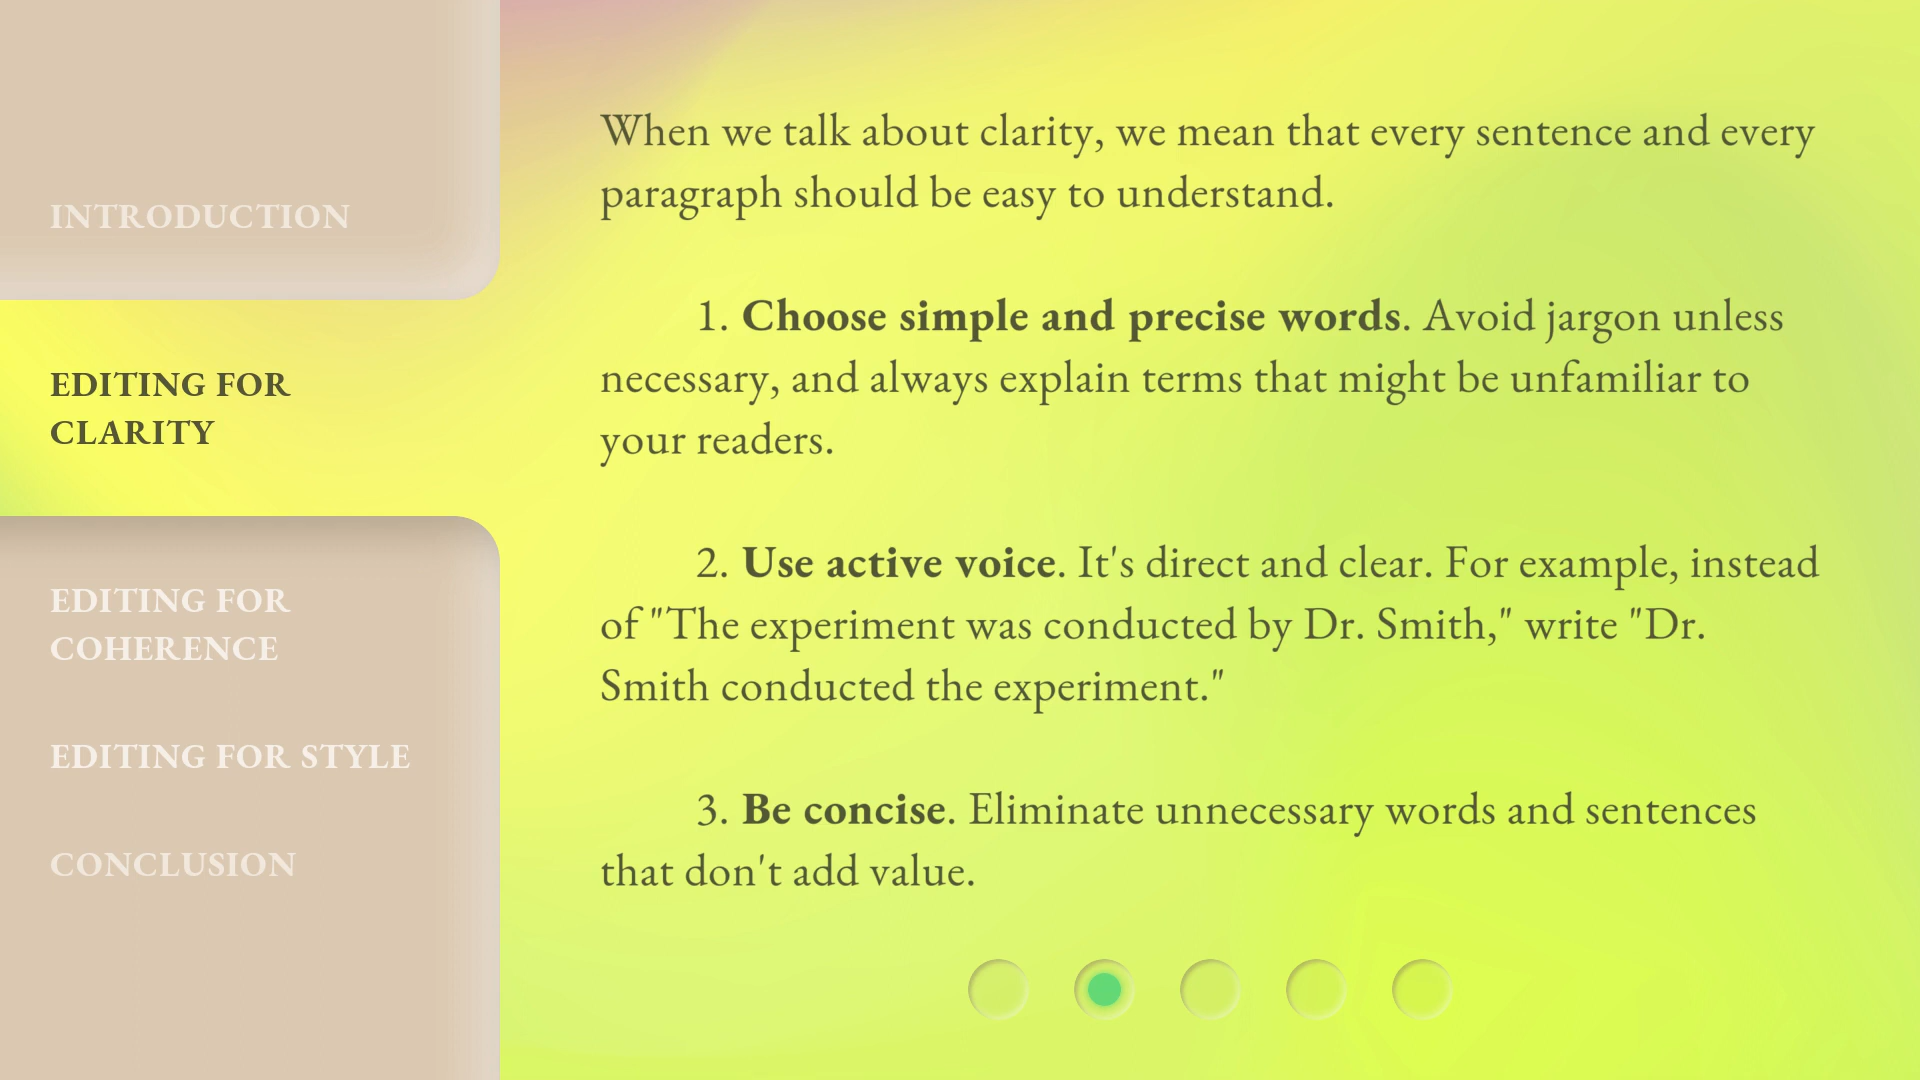 INTRODUCTION
EDITING FOR
CLARITY
EDITING FOR
COHERENCE
EDITING FOR STYLE
CONCLUSION
When we talk about clarity, we mean that every sentence and every
paragraph should be easy to understand.
1. Choose simple and precise words. Avoid jargon unless
necessary, and always explain terms that might be unfamiliar to
your readers.
2. Use active voice. It's direct and clear. For example, instead
of "The experiment was conducted by Dr. Smith," write "Dr.
Smith conducted the experiment."
3. Be concise. Eliminate unnecessary words and sentences
that don't add value.